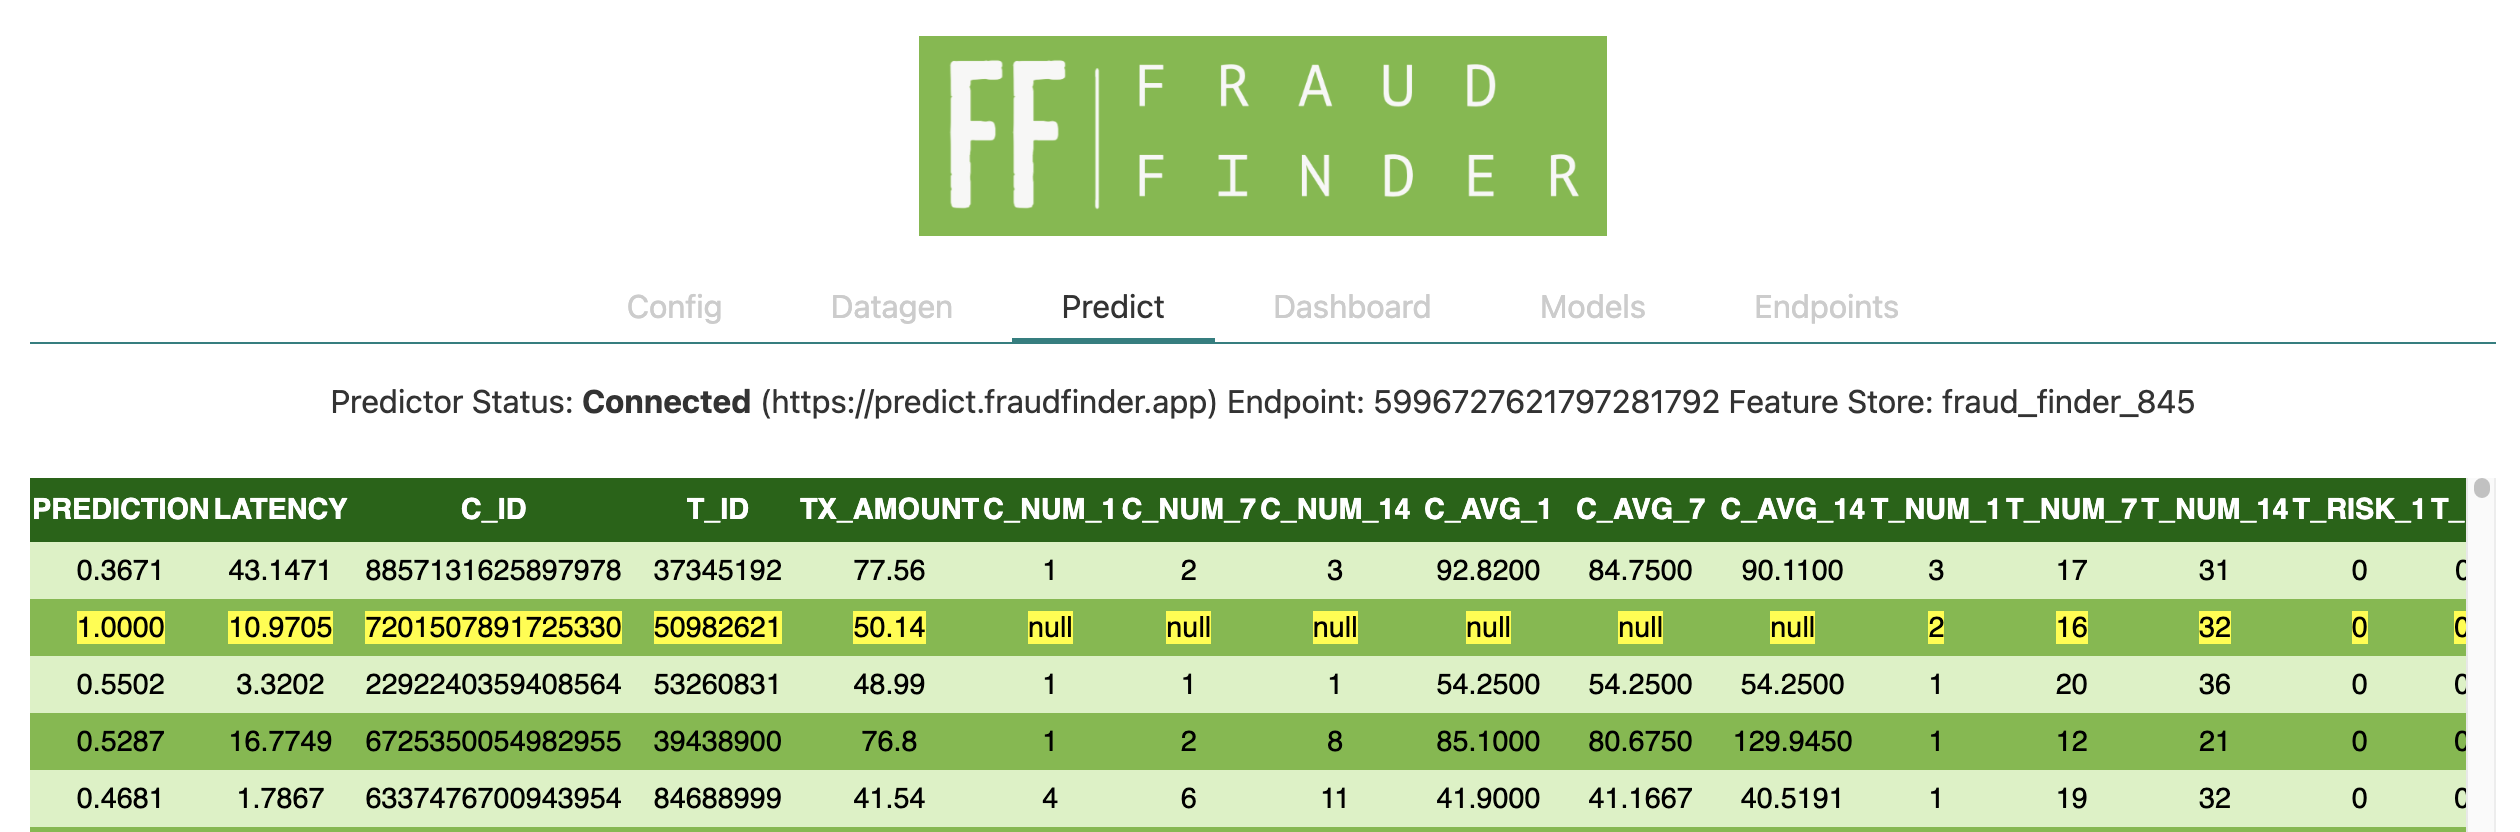 FF FRAUD
FINDER
Config Datagen Predict Dashboard Models Endpoints
Predictor Status: Connected (https://predict.fraudfinder.app) Endpoint: 5996727621797281792 Feature Store: fraud_finder_845
PREDICTION LATENCY C_ID T_ID TX_AMOUNT C_NUM_1 C_NUM_7 C_NUM_14 C_AVG_1 C_AVG_7 C_AVG_14 T_NUM_1 T_NUM_7 T_NUM_14 T_RISK_1 T_
0.3671 43.1471 8857131625897978 37345192 77.56 1 2 3 92.8200 84.7500 90.1100 3 17 31 0 0
1.0000 10.9705 7201507891725330 50982621 50.14 null null null null null null 2 16 32 0 0
0.5502 3.3202 2292240359408564 53260831 48.99 1 1 1 54.2500 54.2500 54.2500 1 20 36 0 0
0.5287 16.7749 6725350054982955 39438900 76.8 1 2 8 85.1000 80.6750 129.9450 1 12 21 0 0
0.4681 1.7867 6337476700943954 84688999 41.54 4 6 11 41.9000 41.1667 40.5191 1 19 32 0 0